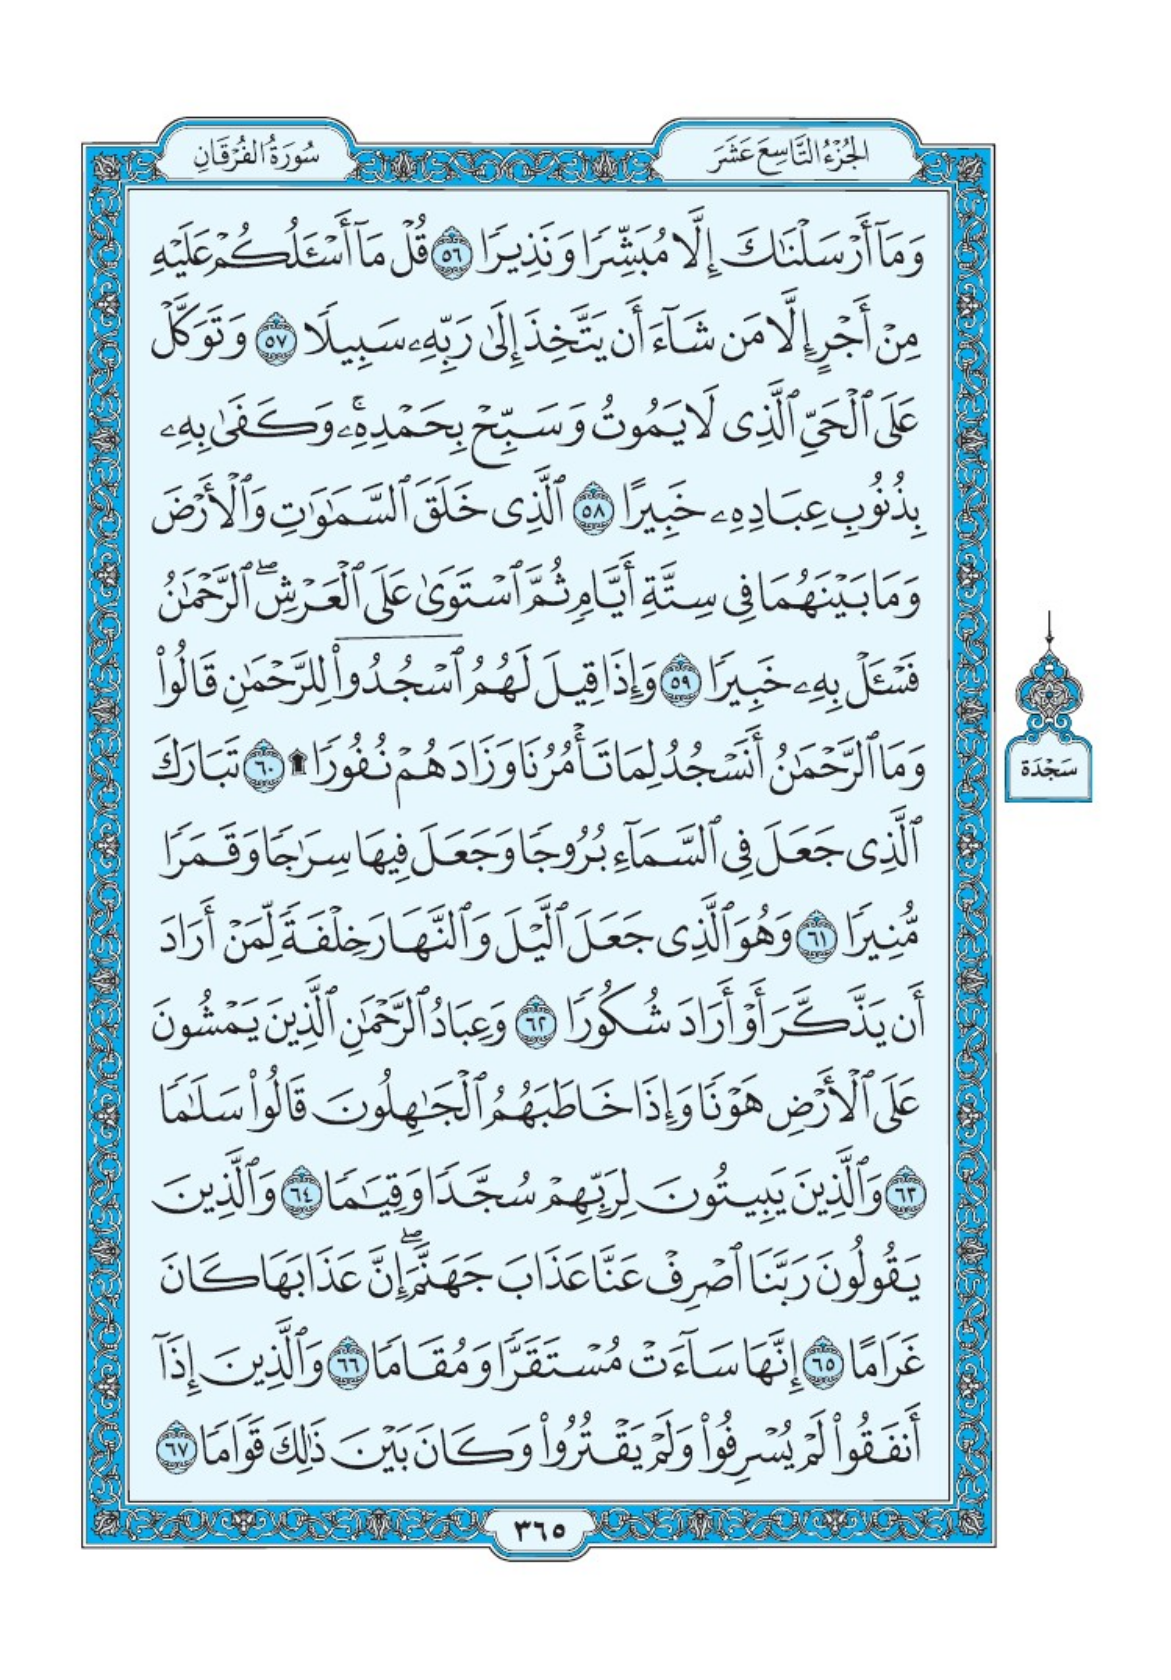 الجُزْءُ التَّاسِعَ عَشَرَ
سُورَةُ الفُرْقَانِ
وَمَآ أَرْسَلْنَٰكَ إِلَّا مُبَشِّرًا وَنَذِيرًا ٥٦ قُلْ مَآ أَسْـَٔلُكُمْ عَلَيْهِ
مِنْ أَجْرٍ إِلَّا مَن شَآءَ أَن يَتَّخِذَ إِلَىٰ رَبِّهِۦ سَبِيلًا ٥٧ وَتَوَكَّلْ
عَلَى ٱلْحَىِّ ٱلَّذِى لَا يَمُوتُ وَسَبِّحْ بِحَمْدِهِۦۚ وَكَفَىٰ بِهِۦ
بِذُنُوبِ عِبَادِهِۦ خَبِيرًا ٥٨ ٱلَّذِى خَلَقَ ٱلسَّمَٰوَٰتِ وَٱلْأَرْضَ
وَمَا بَيْنَهُمَا فِى سِتَّةِ أَيَّامٍ ثُمَّ ٱسْتَوَىٰ عَلَى ٱلْعَرْشِۖ ٱلرَّحْمَٰنُ
فَسْـَٔلْ بِهِۦ خَبِيرًا ٥٩ وَإِذَا قِيلَ لَهُمُ ٱسْجُدُوا۟ لِلرَّحْمَٰنِ قَالُوا۟
وَمَا ٱلرَّحْمَٰنُ أَنَسْجُدُ لِمَا تَأْمُرُنَا وَزَادَهُمْ نُفُورًا ۩ ٦٠ تَبَارَكَ
ٱلَّذِى جَعَلَ فِى ٱلسَّمَآءِ بُرُوجًا وَجَعَلَ فِيهَا سِرَٰجًا وَقَمَرًا
مُّنِيرًا ٦١ وَهُوَ ٱلَّذِى جَعَلَ ٱلَّيْلَ وَٱلنَّهَارَ خِلْفَةً لِّمَنْ أَرَادَ
أَن يَذَّكَّرَ أَوْ أَرَادَ شُكُورًا ٦٢ وَعِبَادُ ٱلرَّحْمَٰنِ ٱلَّذِينَ يَمْشُونَ
عَلَى ٱلْأَرْضِ هَوْنًا وَإِذَا خَاطَبَهُمُ ٱلْجَٰهِلُونَ قَالُوا۟ سَلَٰمًا
٦٣ وَٱلَّذِينَ يَبِيتُونَ لِرَبِّهِمْ سُجَّدًا وَقِيَٰمًا ٦٤ وَٱلَّذِينَ
يَقُولُونَ رَبَّنَا ٱصْرِفْ عَنَّا عَذَابَ جَهَنَّمَۖ إِنَّ عَذَابَهَا كَانَ
غَرَامًا ٦٥ إِنَّهَا سَآءَتْ مُسْتَقَرًّا وَمُقَامًا ٦٦ وَٱلَّذِينَ إِذَآ
أَنفَقُوا۟ لَمْ يُسْرِفُوا۟ وَلَمْ يَقْتُرُوا۟ وَكَانَ بَيْنَ ذَٰلِكَ قَوَامًا ٦٧
سَجْدَة
٣٦٥